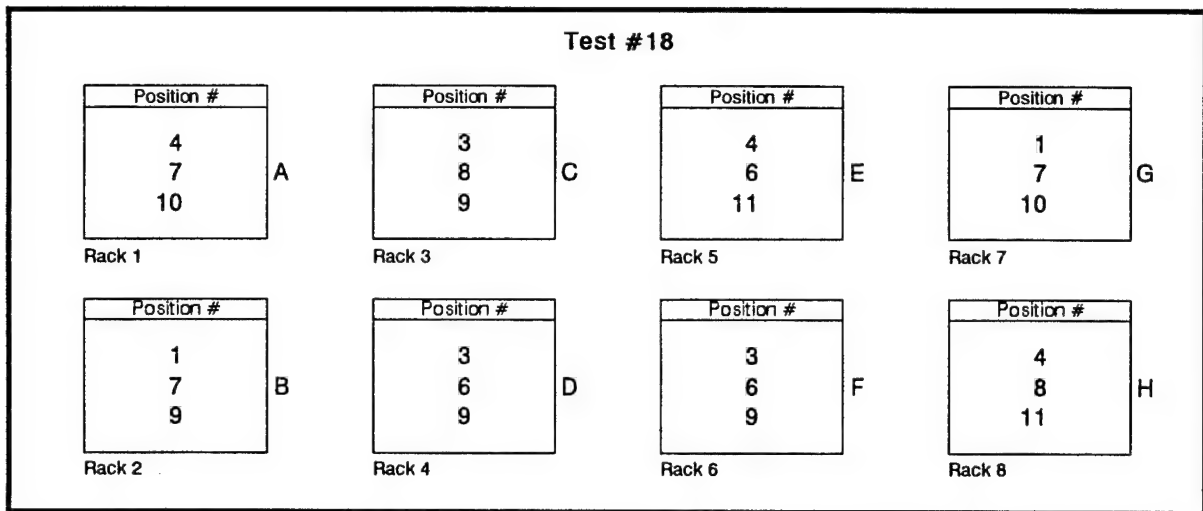 Test #18
Position # Position # Position # Position #
4 3 4 1
7 A 8 C 6 E 7 G
10 9 11 10
Rack 1 Rack 3 Rack 5 Rack 7
Position # Position # Position # Position #
1 3 3 4
7 B 6 D 6 F 8 H
9 9 9 11
Rack 2 Rack 4 Rack 6 Rack 8